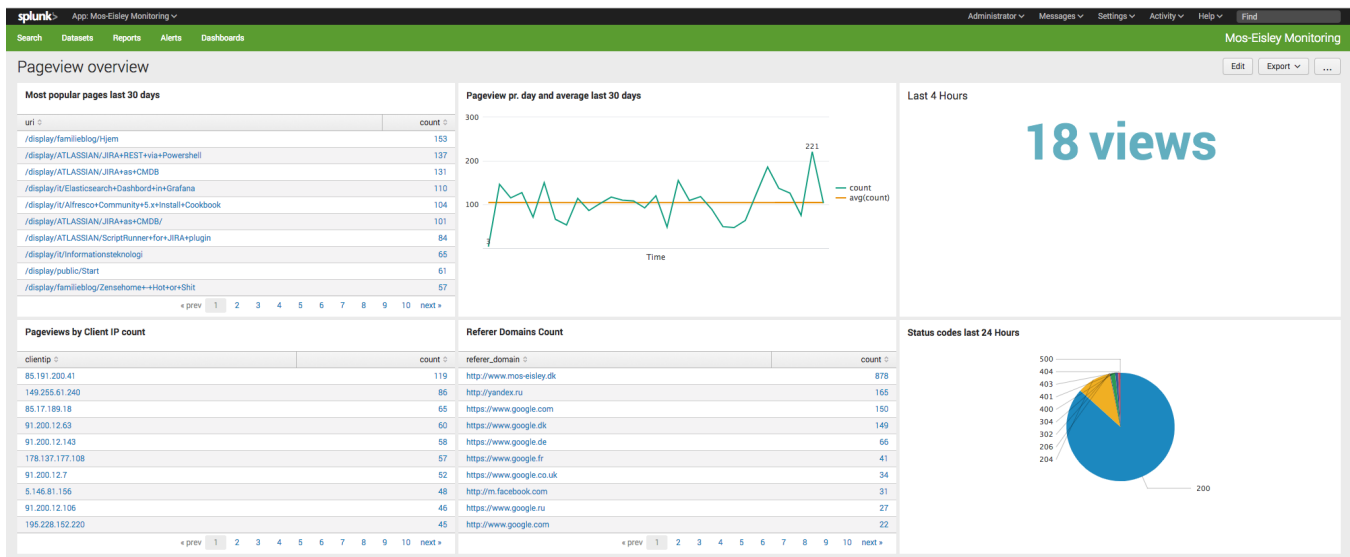 splunk> App: Mos-Eisley Monitoring Administrator Messages Settings Activity Help Find
Search Datasets Reports Alerts Dashboards Mos-Eisley Monitoring
Pageview overview Edit Export ...
Most popular pages last 30 days
uri count
/display/familieblog/Hjem 153
/display/ATLASSIAN/JIRA+REST+via+Powershell 137
/display/ATLASSIAN/JIRA+as+CMDB 131
/display/it/Elasticsearch+Dashbord+in+Grafana 110
/display/it/Alfresco+Community+5.x+Install+Cookbook 104
/display/ATLASSIAN/JIRA+as+CMDB/ 101
/display/ATLASSIAN/ScriptRunner+for+JIRA+plugin 84
/display/it/Informationsteknologi 65
/display/public/Start 61
/display/familieblog/Zensehome+-+Hot+or+Shit 57
« prev 1 2 3 4 5 6 7 8 9 10 next »
Pageview pr. day and average last 30 days
300
200
100
221
3
Time
count
avg(count)
Last 4 Hours
18 views
Pageviews by Client IP count
clientip count
85.191.200.41 119
149.255.61.240 86
85.17.189.18 65
91.200.12.63 60
91.200.12.143 58
178.137.177.108 57
91.200.12.7 52
5.146.81.156 48
91.200.12.106 46
195.228.152.220 45
« prev 1 2 3 4 5 6 7 8 9 10 next »
Referer Domains Count
referer_domain count
http://www.mos-eisley.dk 878
http://yandex.ru 165
https://www.google.com 150
https://www.google.dk 149
https://www.google.de 66
https://www.google.fr 41
https://www.google.co.uk 34
http://m.facebook.com 31
https://www.google.ru 27
http://www.google.com 22
« prev 1 2 3 4 5 6 7 8 9 10 next »
Status codes last 24 Hours
500
404
403
401
400
304
302
206
204
200